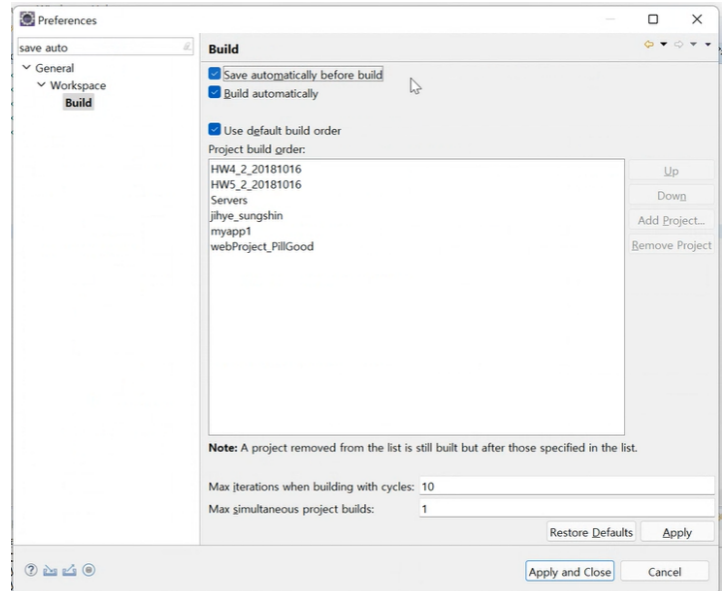 Preferences
save auto
General
Workspace
Build
Build
Save automatically before build
Build automatically
Use default build order
Project build order:
HW4_2_20181016
HW5_2_20181016
Servers
jihye_sungshin
myapp1
webProject_PillGood
Up
Down
Add Project...
Remove Project
Note: A project removed from the list is still built but after those specified in the list.
Max iterations when building with cycles: 10
Max simultaneous project builds: 1
Restore Defaults Apply
Apply and Close Cancel